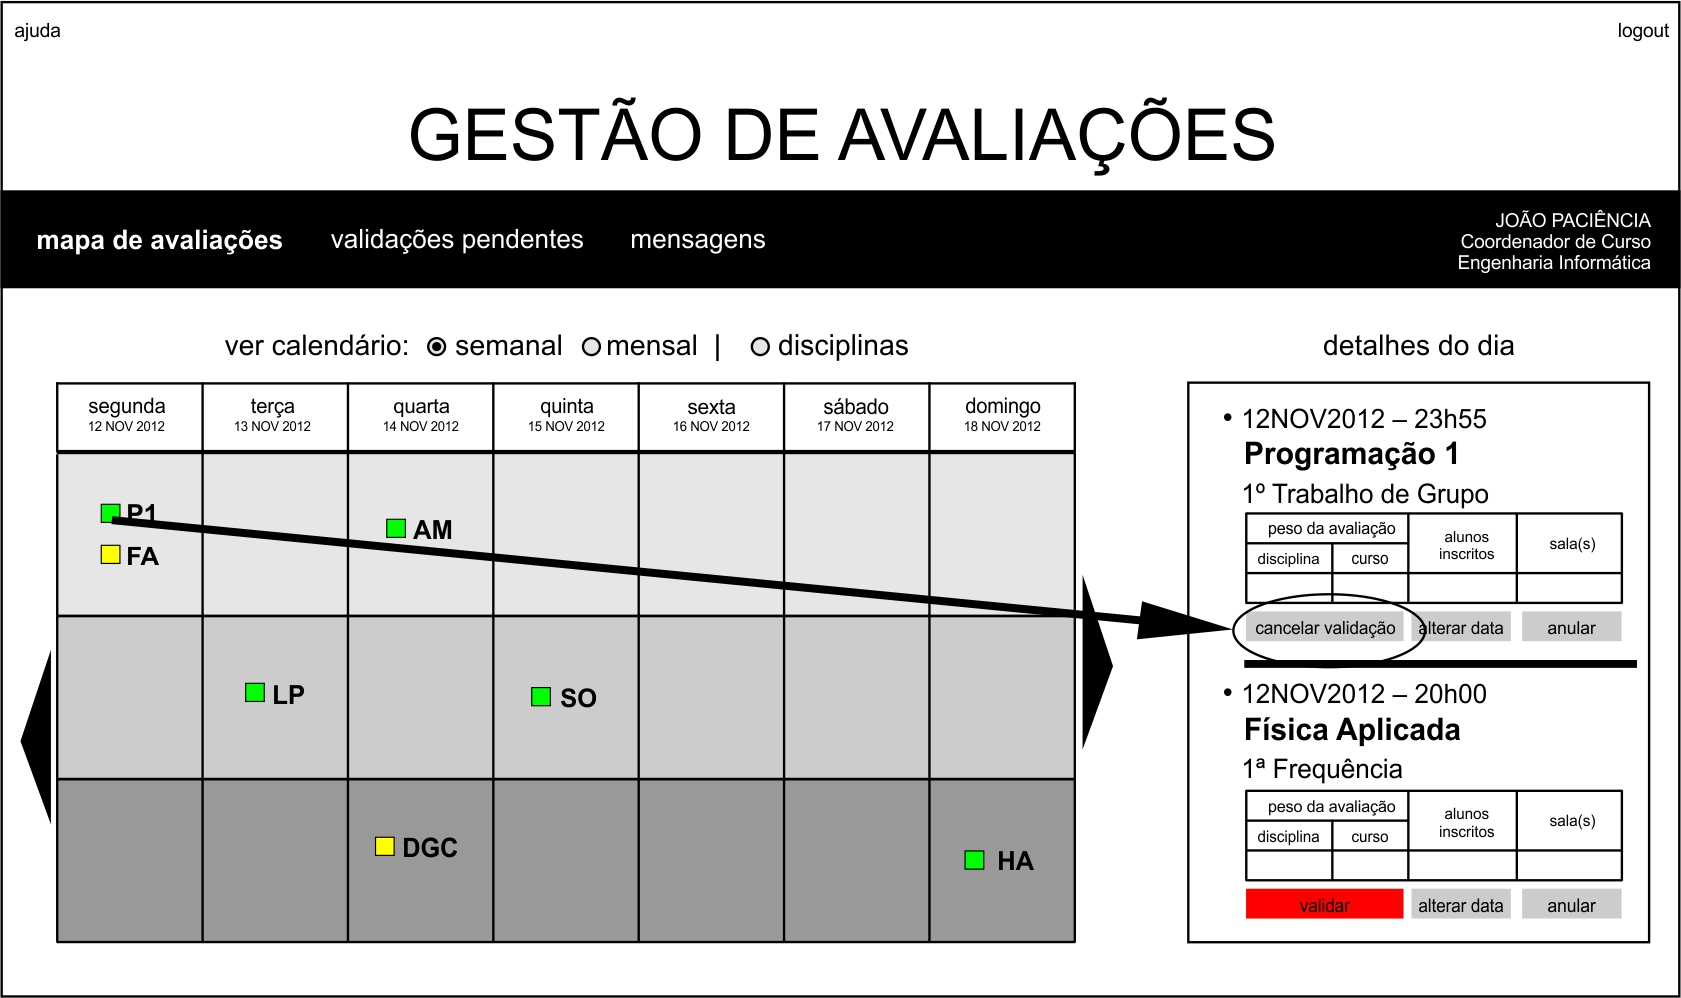 ajuda
logout
GESTÃO DE AVALIAÇÕES
mapa de avaliações
validações pendentes
mensagens
JOÃO PACIÊNCIA
Coordenador de Curso
Engenharia Informática
ver calendário: semanal mensal | disciplinas
segunda
12 NOV 2012
terça
13 NOV 2012
quarta
14 NOV 2012
quinta
15 NOV 2012
sexta
16 NOV 2012
sábado
17 NOV 2012
domingo
18 NOV 2012
P1
FA
AM
LP
SO
DGC
HA
detalhes do dia
• 12NOV2012 – 23h55
Programação 1
1º Trabalho de Grupo
peso da avaliação
disciplina
curso
alunos
inscritos
sala(s)
cancelar validação
alterar data
anular
• 12NOV2012 – 20h00
Física Aplicada
1ª Frequência
peso da avaliação
disciplina
curso
alunos
inscritos
sala(s)
validar
alterar data
anular